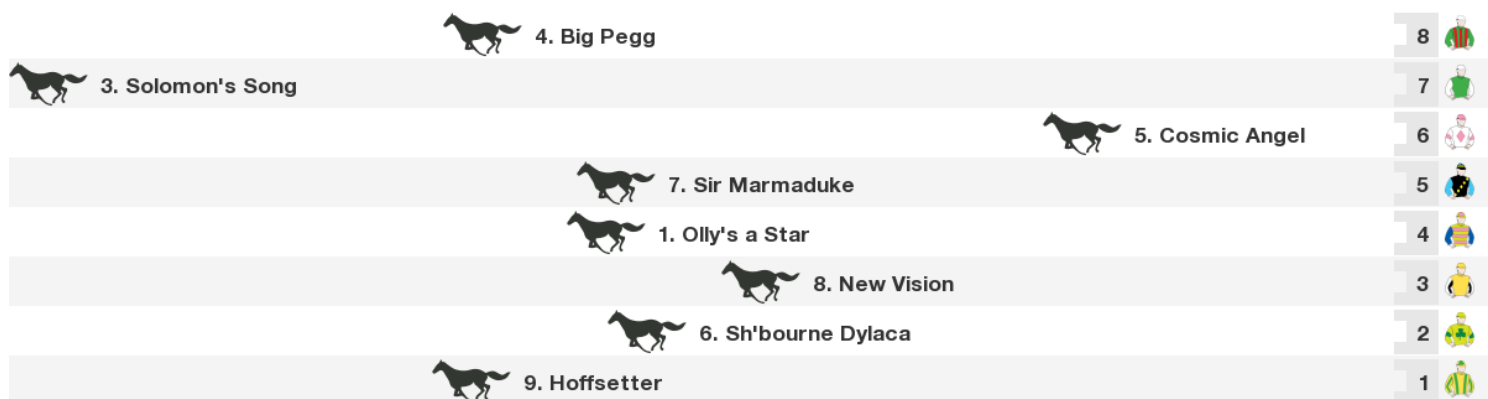 4. Big Pegg 8
3. Solomon's Song 7
5. Cosmic Angel 6
7. Sir Marmaduke 5
1. Olly's a Star 4
8. New Vision 3
6. Sh'bourne Dylaca 2
9. Hoffsetter 1